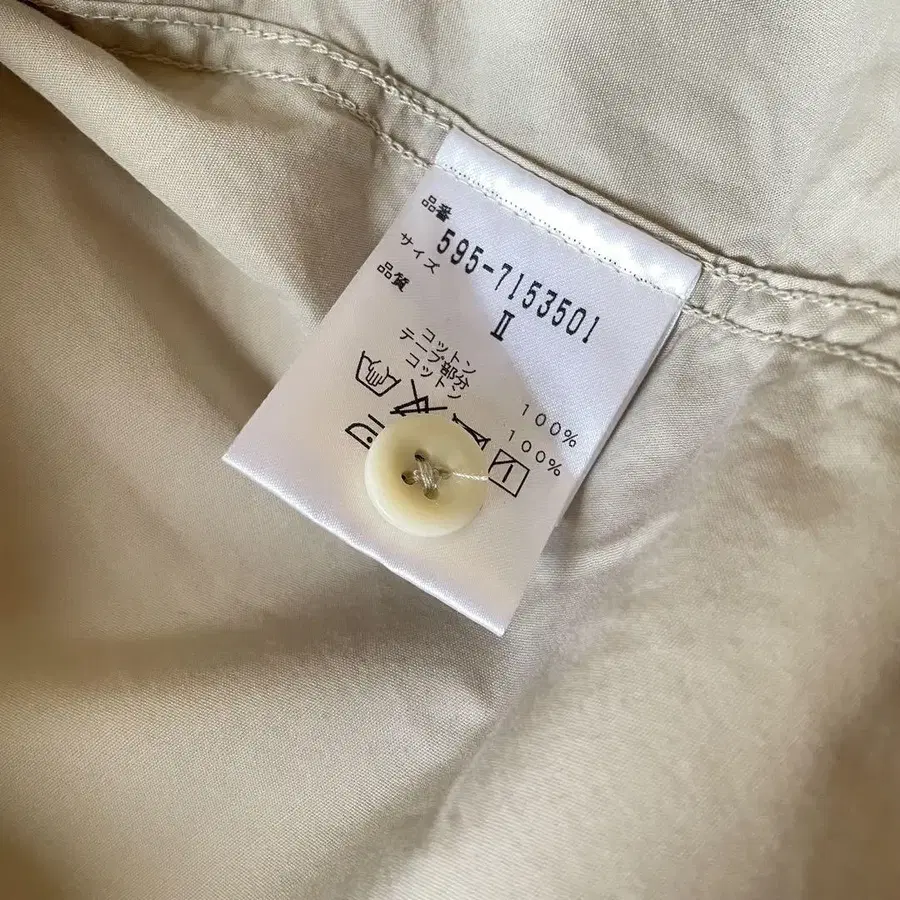 品番 595-7153501
サイズ Ⅱ
品質
コットン 100%
テープ部分
コットン 100%